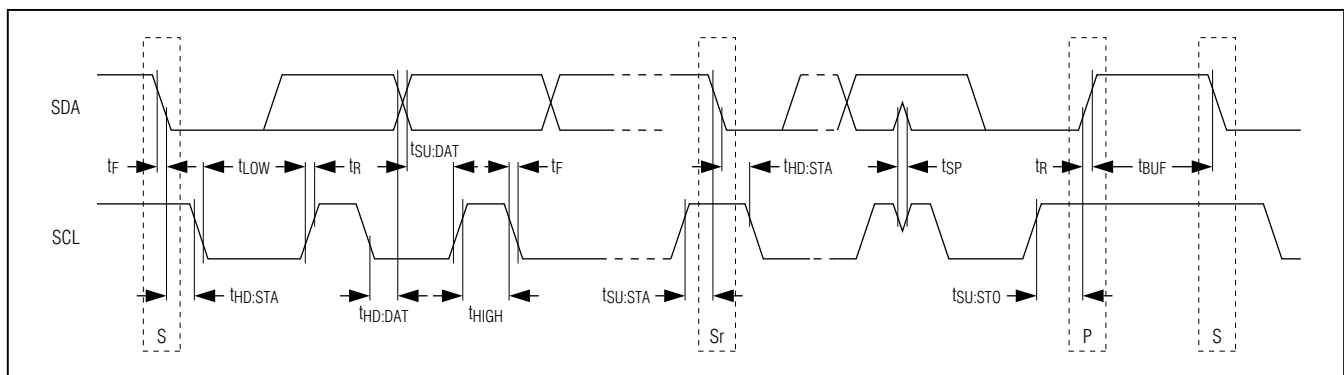 SDA
tSU:DAT
tF
tLOW
tR
tF
tHD:STA
tSP
tR
tBUF
SCL
tHD:STA
tHD:DAT
tHIGH
tSU:STA
tSU:STO
S
Sr
P
S